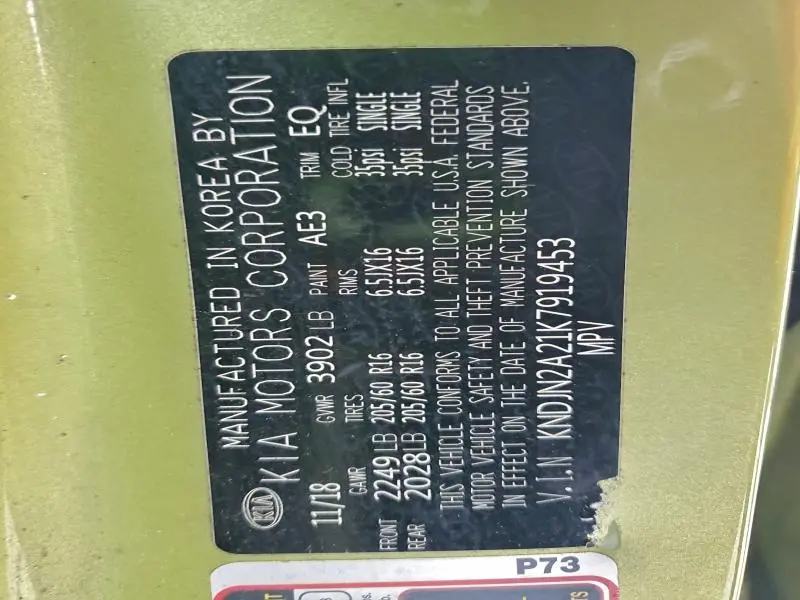 MANUFACTURED IN KOREA BY
KIA KIA MOTORS CORPORATION
11/18 GVWR 3902 LB PAINT AE3 TRIM EQ
GAWR TIRES RIMS COLD TIRE INFL
FRONT 2249 LB 205/60 R16 6.5JX16 35psi SINGLE
REAR 2028 LB 205/60 R16 6.5JX16 35psi SINGLE
THIS VEHICLE CONFORMS TO ALL APPLICABLE U.S.A. FEDERAL
MOTOR VEHICLE SAFETY AND THEFT PREVENTION STANDARDS
IN EFFECT ON THE DATE OF MANUFACTURE SHOWN ABOVE.
V.I.N KNDJN2A21K7919453
MPV
P73